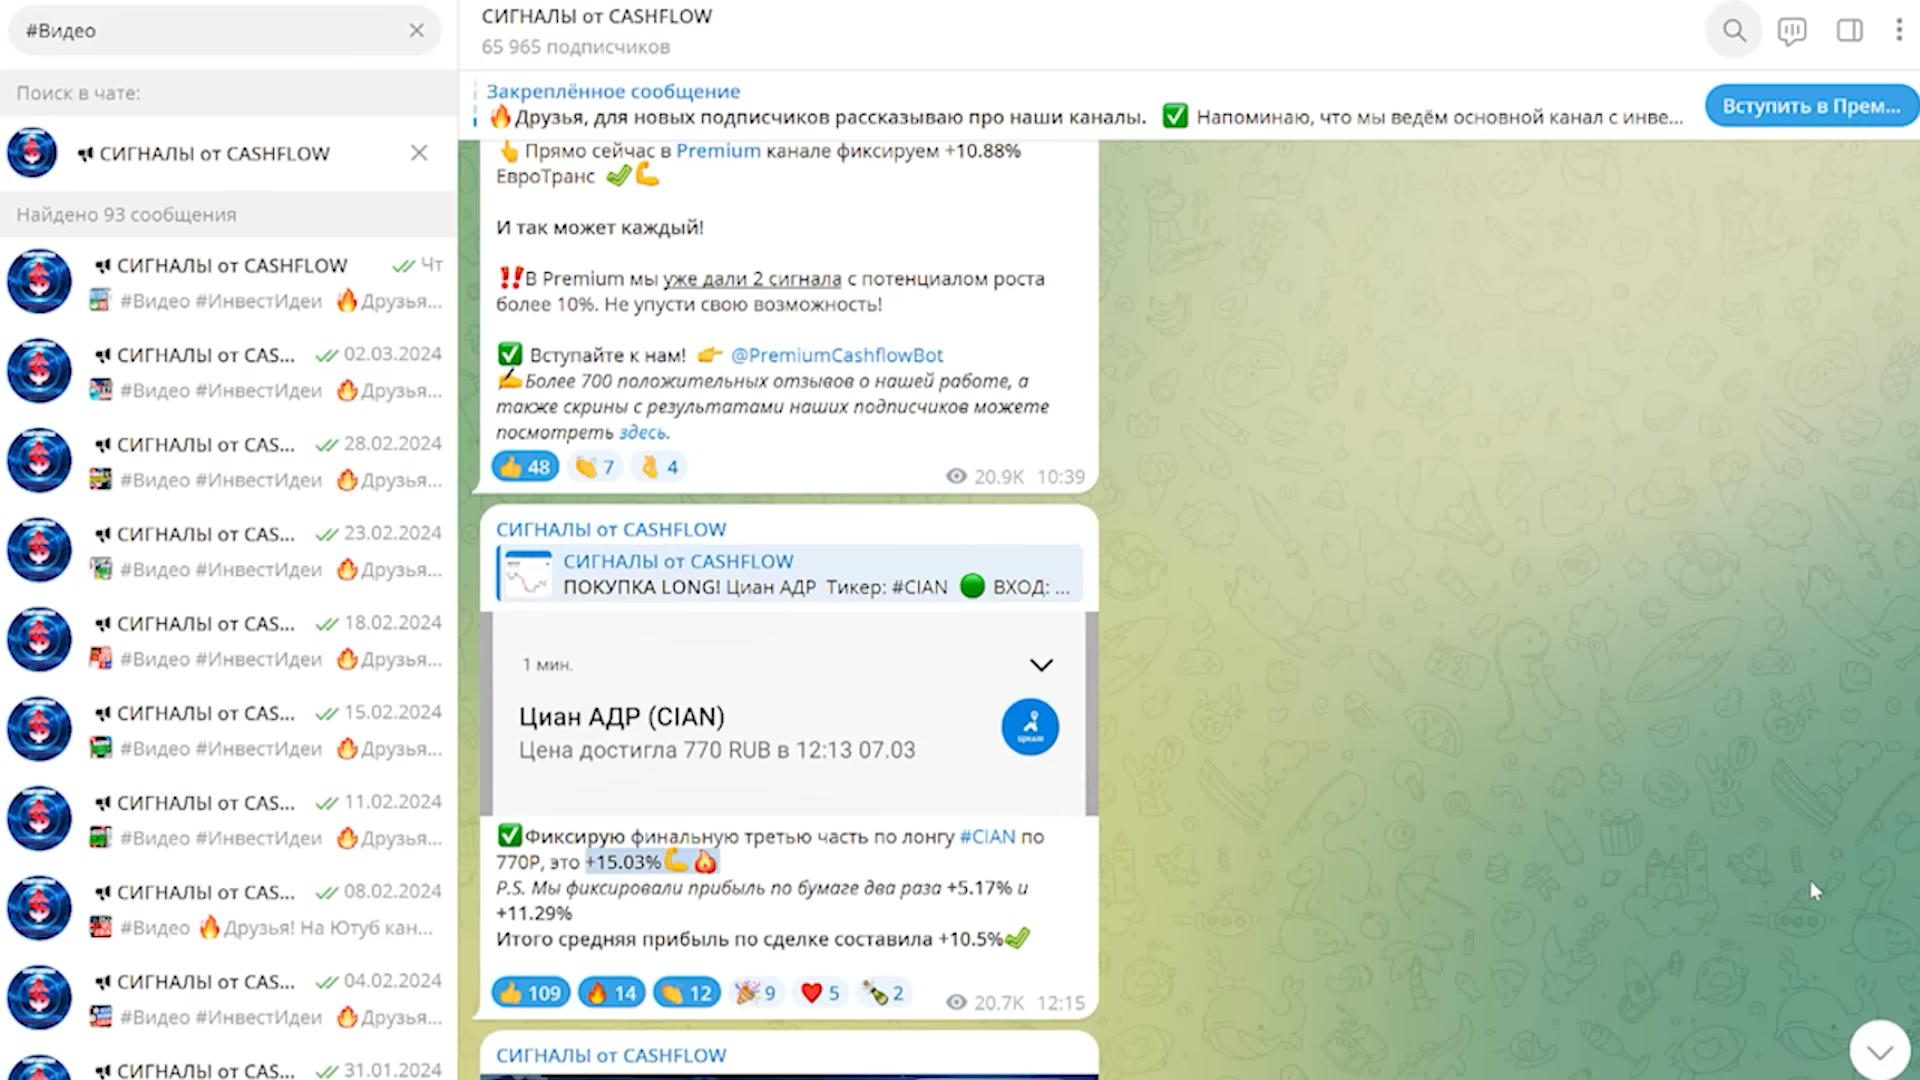 #Видео
Поиск в чате:
СИГНАЛЫ от CASHFLOW
Найдено 93 сообщения
СИГНАЛЫ от CASHFLOW Чт
#Видео #ИнвестИдеи 🔥Друзья...
СИГНАЛЫ от CAS... 02.03.2024
#Видео #ИнвестИдеи 🔥Друзья...
СИГНАЛЫ от CAS... 28.02.2024
#Видео #ИнвестИдеи 🔥Друзья...
СИГНАЛЫ от CAS... 23.02.2024
#Видео #ИнвестИдеи 🔥Друзья...
СИГНАЛЫ от CAS... 18.02.2024
#Видео #ИнвестИдеи 🔥Друзья...
СИГНАЛЫ от CAS... 15.02.2024
#Видео #ИнвестИдеи 🔥Друзья...
СИГНАЛЫ от CAS... 11.02.2024
#Видео #ИнвестИдеи 🔥Друзья...
СИГНАЛЫ от CAS... 08.02.2024
#Видео 🔥Друзья! На Ютуб кан...
СИГНАЛЫ от CAS... 04.02.2024
#Видео #ИнвестИдеи 🔥Друзья...
СИГНАЛЫ от CAS... 31.01.2024
СИГНАЛЫ от CASHFLOW
65 965 подписчиков
Закреплённое сообщение
🔥Друзья, для новых подписчиков рассказываю про наши каналы. ✅ Напоминаю, что мы ведём основной канал с инве...
Вступить в Прем...
👆 Прямо сейчас в Premium канале фиксируем +10.88%
ЕвроТранс
И так может каждый!
‼️В Premium мы уже дали 2 сигнала с потенциалом роста
более 10%. Не упусти свою возможность!
✅ Вступайте к нам! 👉 @PremiumCashflowBot
✍️Более 700 положительных отзывов о нашей работе, а
также скрины с результатами наших подписчиков можете
посмотреть здесь.
👍 48 👏 7 👌 4 20.9K 10:39
СИГНАЛЫ от CASHFLOW
СИГНАЛЫ от CASHFLOW
ПОКУПКА LONG! Циан АДР Тикер: #CIAN 🟢 ВХОД: ...
1 мин.
Циан АДР (CIAN)
Цена достигла 770 RUB в 12:13 07.03
циан
✅Фиксирую финальную третью часть по лонгу #CIAN по
770Р, это +15.03%💪🔥
P.S. Мы фиксировали прибыль по бумаге два раза +5.17% и
+11.29%
Итого средняя прибыль по сделке составила +10.5%
👍 109 🔥 14 👏 12 🎉 9 ❤️ 5 🍾 2 20.7K 12:15
СИГНАЛЫ от CASHFLOW